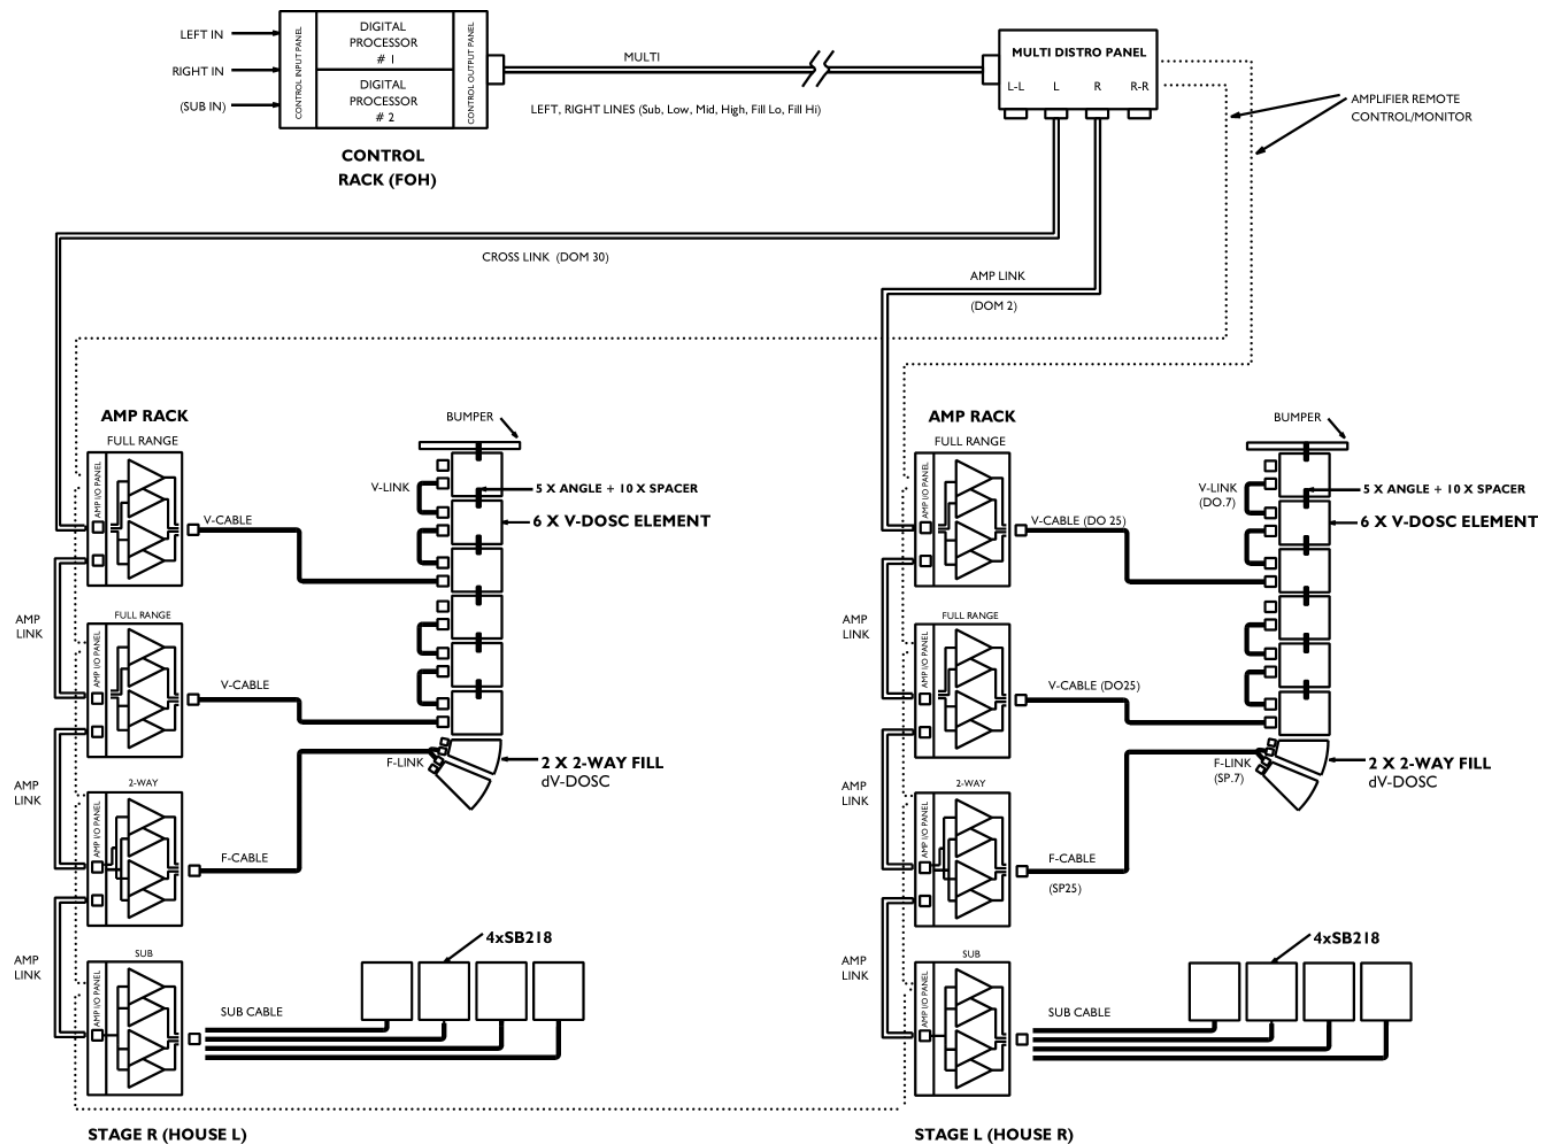 LEFT IN
RIGHT IN
(SUB IN)
CONTROL INPUT PANEL
DIGITAL
PROCESSOR
# 1
DIGITAL
PROCESSOR
# 2
CONTROL OUTPUT PANEL
CONTROL
RACK (FOH)
MULTI
LEFT, RIGHT LINES (Sub, Low, Mid, High, Fill Lo, Fill Hi)
MULTI DISTRO PANEL
L-L L R R-R
AMPLIFIER REMOTE
CONTROL/MONITOR
CROSS LINK (DOM 30)
AMP LINK
(DOM 2)
AMP RACK
FULL RANGE
AMP I/O PANEL
V-CABLE
BUMPER
V-LINK
5 X ANGLE + 10 X SPACER
6 X V-DOSC ELEMENT
AMP
LINK
FULL RANGE
AMP I/O PANEL
V-CABLE
F-LINK
2 X 2-WAY FILL
dV-DOSC
AMP
LINK
2-WAY
AMP I/O PANEL
F-CABLE
AMP
LINK
SUB
AMP I/O PANEL
SUB CABLE
4xSB218
STAGE R (HOUSE L)
AMP RACK
FULL RANGE
AMP I/O PANEL
V-CABLE (DO 25)
BUMPER
V-LINK
(DO.7)
5 X ANGLE + 10 X SPACER
6 X V-DOSC ELEMENT
AMP
LINK
FULL RANGE
AMP I/O PANEL
V-CABLE (DO25)
F-LINK
(SP.7)
2 X 2-WAY FILL
dV-DOSC
AMP
LINK
2-WAY
AMP I/O PANEL
F-CABLE
(SP25)
AMP
LINK
SUB
AMP I/O PANEL
SUB CABLE
4xSB218
STAGE L (HOUSE R)